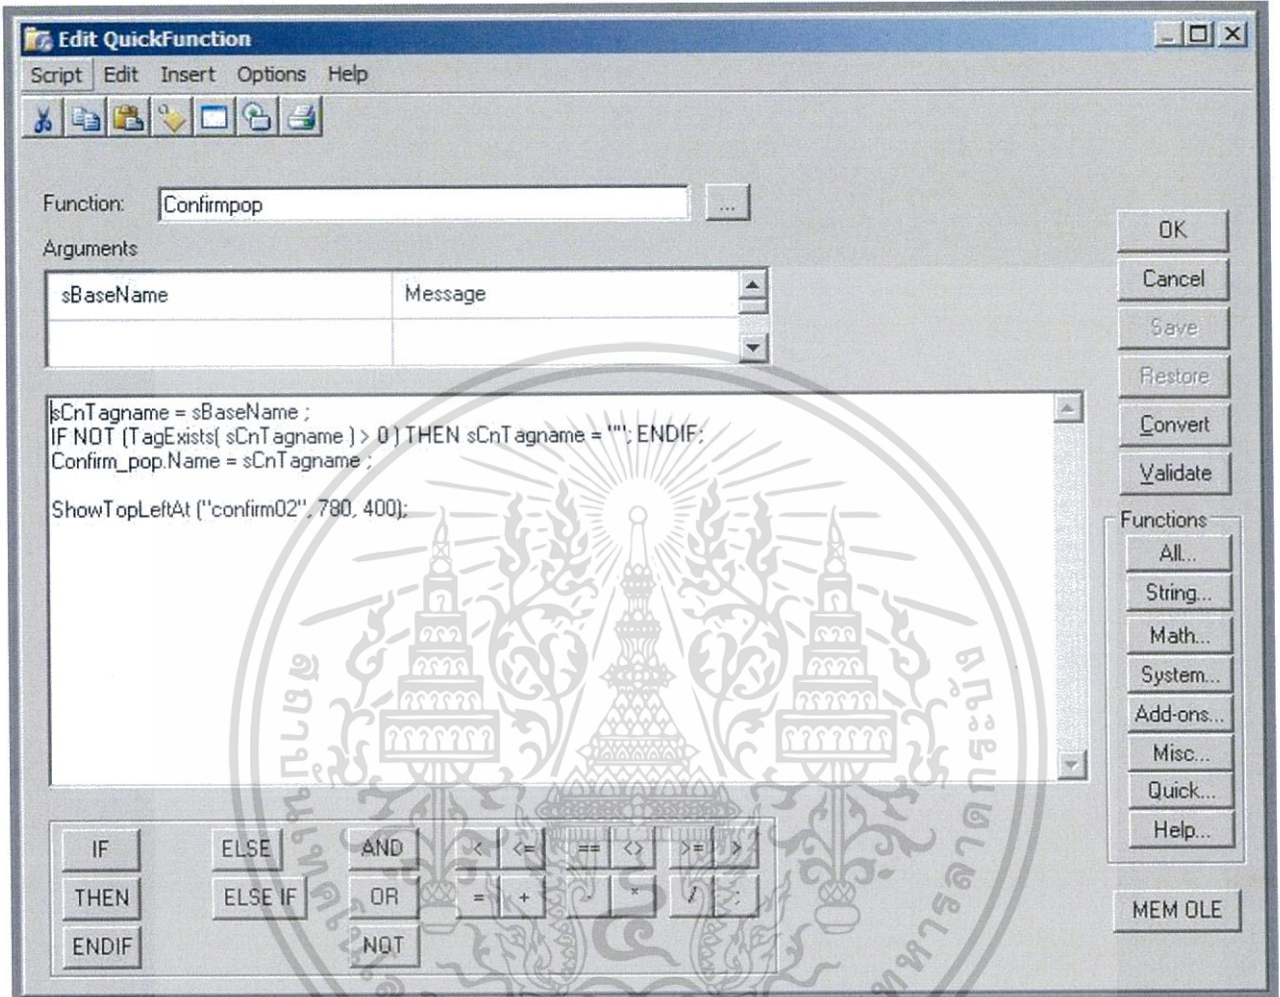 Edit QuickFunction
Script Edit Insert Options Help
Function: Confirmpop ...
Arguments
sBaseName Message
sCnTagname = sBaseName ;
IF NOT (TagExists( sCnTagname ) > 0 ) THEN sCnTagname = ""; ENDIF;
Confirm_pop.Name = sCnTagname ;
ShowTopLeftAt ("confirm02", 780, 400);
OK
Cancel
Save
Restore
Convert
Validate
Functions
All...
String...
Math...
System...
Add-ons...
Misc...
Quick...
Help...
MEM OLE
IF ELSE AND < <= == <> >= >
THEN ELSE IF OR = + - * / ;
ENDIF NOT